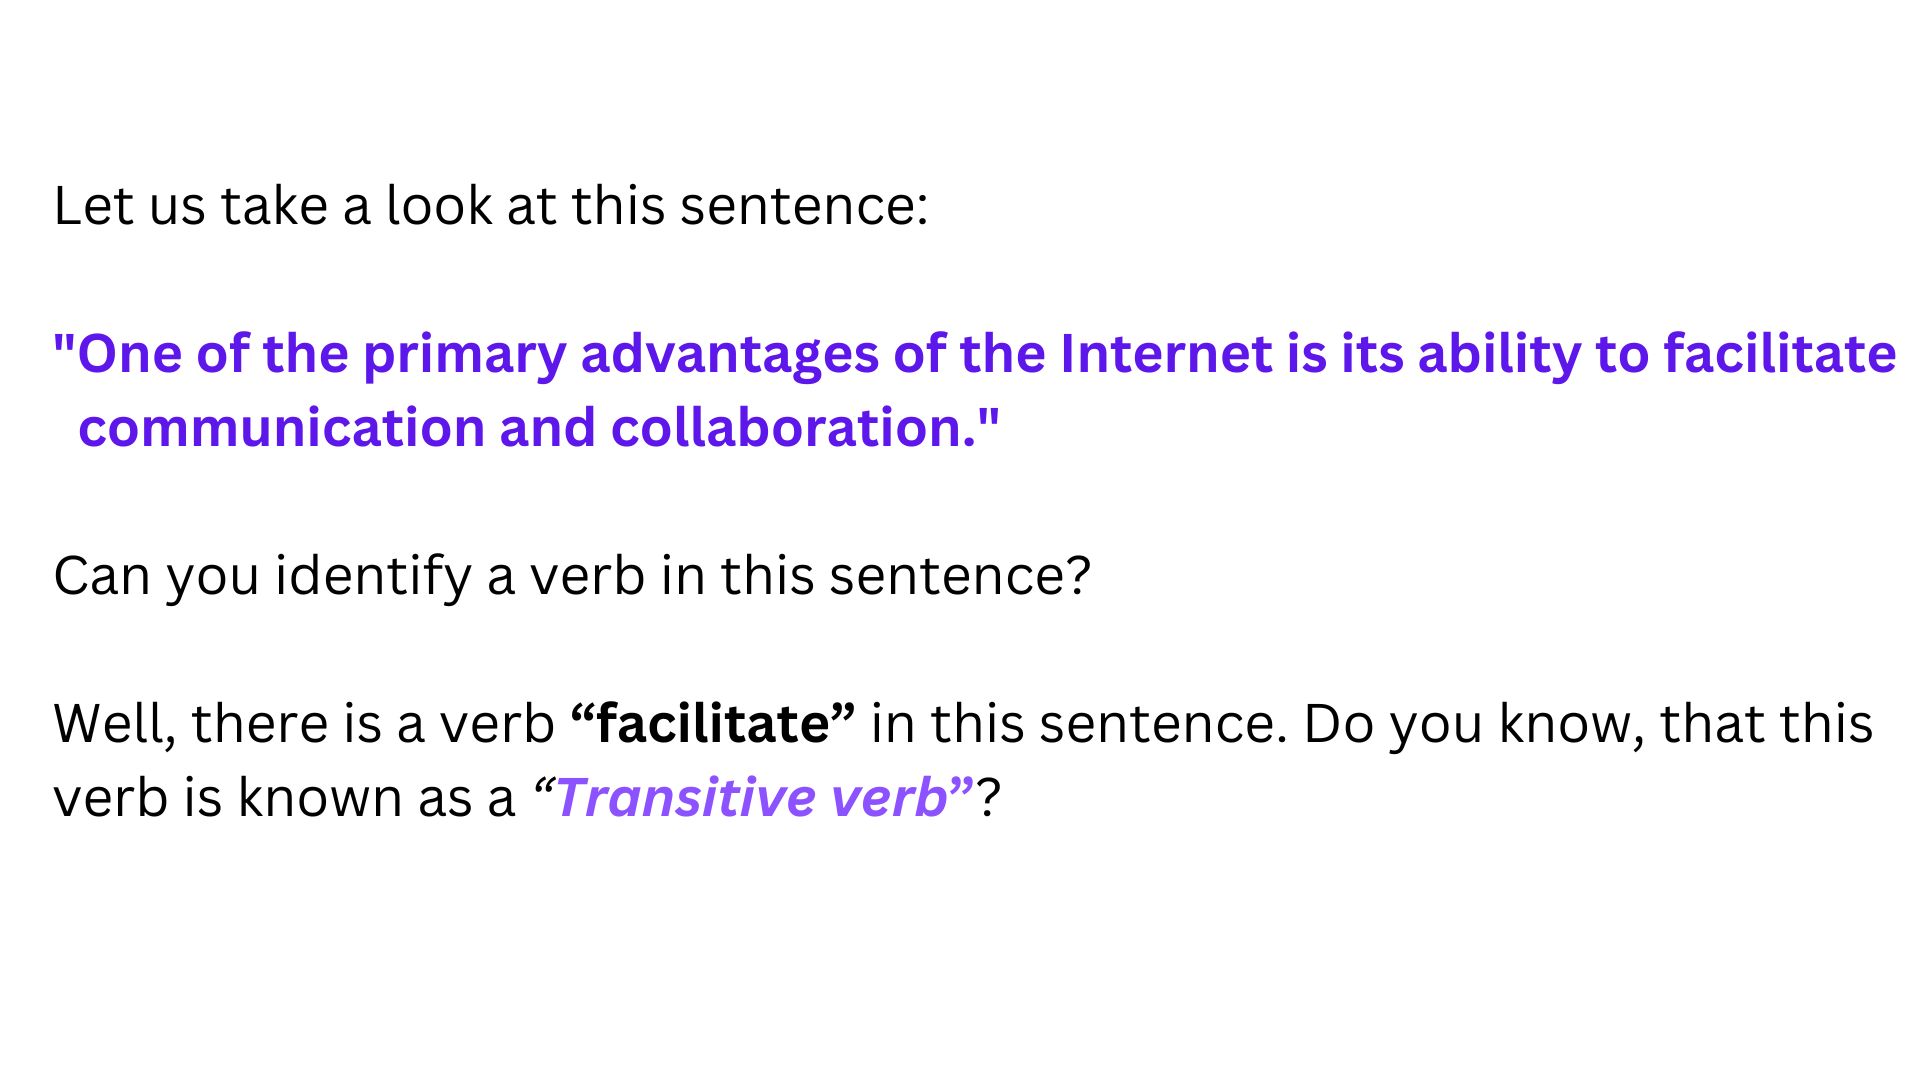 Let us take a look at this sentence:
"One of the primary advantages of the Internet is its ability to facilitate
communication and collaboration."
Can you identify a verb in this sentence?
Well, there is a verb “facilitate” in this sentence. Do you know, that this
verb is known as a “Transitive verb”?